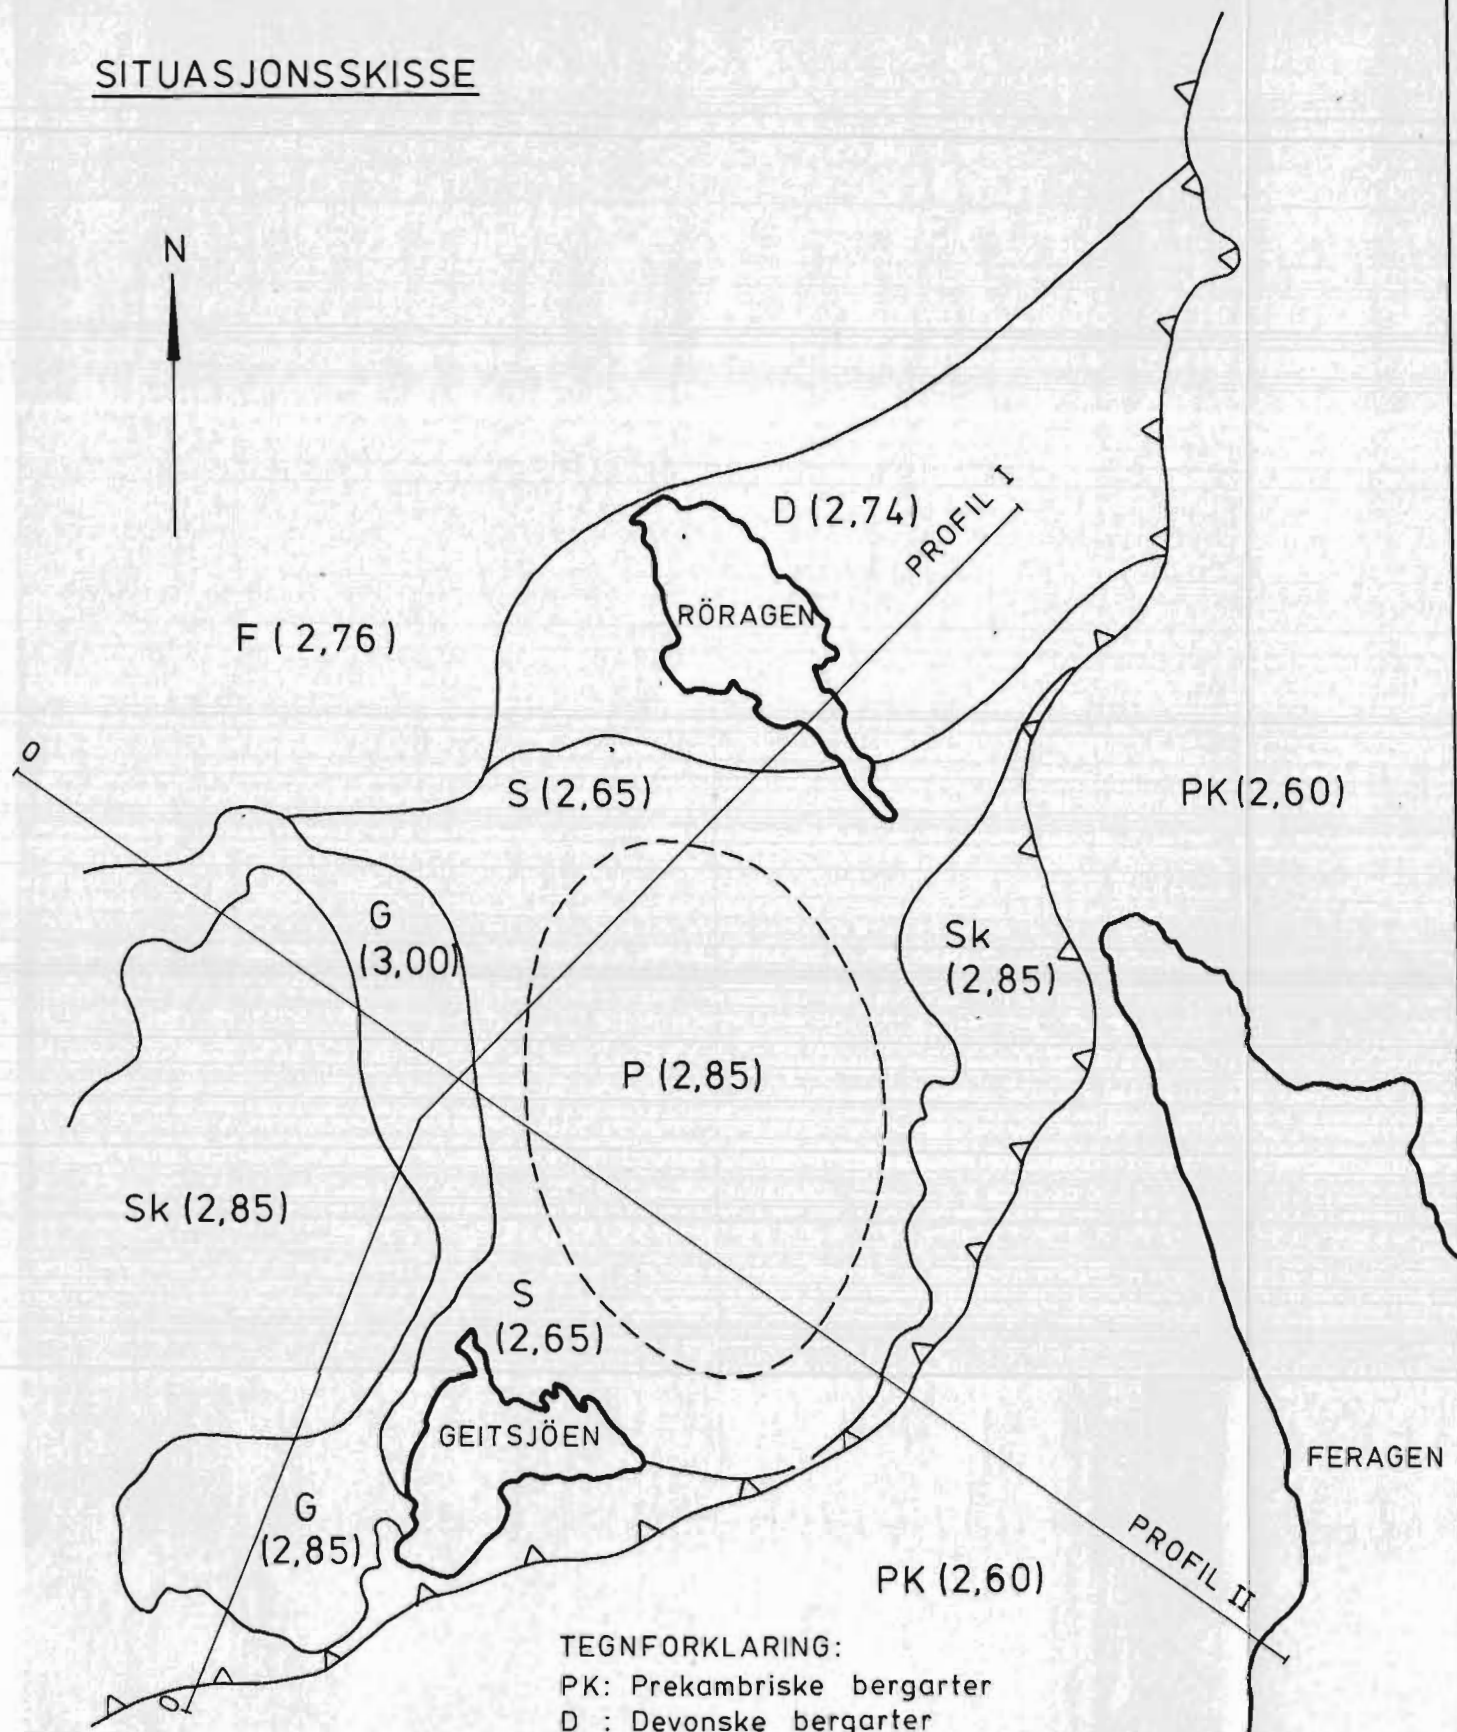 SITUASJONSSKISSE
N
D (2,74)
PROFIL I
RÖRAGEN
F (2,76)
O
S (2,65)
PK (2,60)
G
(3,00)
Sk
(2,85)
P (2,85)
Sk (2,85)
S
(2,65)
GEITSJÖEN
FERAGEN
G
(2,85)
PROFIL II
PK (2,60)
O
TEGNFORKLARING:
PK: Prekambriske bergarter
D : Devonske bergarter